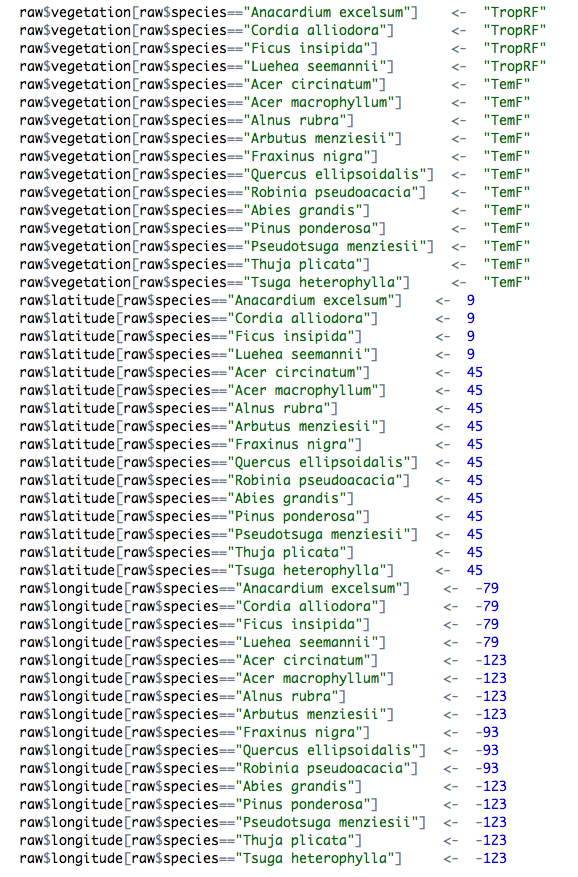 raw$vegetation[raw$species=="Anacardium excelsum"]    <-  "TropRF"
raw$vegetation[raw$species=="Cordia alliodora"]       <-  "TropRF"
raw$vegetation[raw$species=="Ficus insipida"]         <-  "TropRF"
raw$vegetation[raw$species=="Luehea seemannii"]       <-  "TropRF"
raw$vegetation[raw$species=="Acer circinatum"]        <-  "TemF"
raw$vegetation[raw$species=="Acer macrophyllum"]      <-  "TemF"
raw$vegetation[raw$species=="Alnus rubra"]            <-  "TemF"
raw$vegetation[raw$species=="Arbutus menziesii"]      <-  "TemF"
raw$vegetation[raw$species=="Fraxinus nigra"]         <-  "TemF"
raw$vegetation[raw$species=="Quercus ellipsoidalis"]  <-  "TemF"
raw$vegetation[raw$species=="Robinia pseudoacacia"]   <-  "TemF"
raw$vegetation[raw$species=="Abies grandis"]          <-  "TemF"
raw$vegetation[raw$species=="Pinus ponderosa"]        <-  "TemF"
raw$vegetation[raw$species=="Pseudotsuga menziesii"]  <-  "TemF"
raw$vegetation[raw$species=="Thuja plicata"]          <-  "TemF"
raw$vegetation[raw$species=="Tsuga heterophylla"]     <-  "TemF"
raw$latitude[raw$species=="Anacardium excelsum"]    <-  9
raw$latitude[raw$species=="Cordia alliodora"]       <-  9
raw$latitude[raw$species=="Ficus insipida"]         <-  9
raw$latitude[raw$species=="Luehea seemannii"]       <-  9
raw$latitude[raw$species=="Acer circinatum"]        <-  45
raw$latitude[raw$species=="Acer macrophyllum"]      <-  45
raw$latitude[raw$species=="Alnus rubra"]            <-  45
raw$latitude[raw$species=="Arbutus menziesii"]      <-  45
raw$latitude[raw$species=="Fraxinus nigra"]         <-  45
raw$latitude[raw$species=="Quercus ellipsoidalis"]  <-  45
raw$latitude[raw$species=="Robinia pseudoacacia"]   <-  45
raw$latitude[raw$species=="Abies grandis"]          <-  45
raw$latitude[raw$species=="Pinus ponderosa"]        <-  45
raw$latitude[raw$species=="Pseudotsuga menziesii"]  <-  45
raw$latitude[raw$species=="Thuja plicata"]          <-  45
raw$latitude[raw$species=="Tsuga heterophylla"]     <-  45
raw$longitude[raw$species=="Anacardium excelsum"]    <-  -79
raw$longitude[raw$species=="Cordia alliodora"]       <-  -79
raw$longitude[raw$species=="Ficus insipida"]         <-  -79
raw$longitude[raw$species=="Luehea seemannii"]       <-  -79
raw$longitude[raw$species=="Acer circinatum"]        <-  -123
raw$longitude[raw$species=="Acer macrophyllum"]      <-  -123
raw$longitude[raw$species=="Alnus rubra"]            <-  -123
raw$longitude[raw$species=="Arbutus menziesii"]      <-  -123
raw$longitude[raw$species=="Fraxinus nigra"]         <-  -93
raw$longitude[raw$species=="Quercus ellipsoidalis"]  <-  -93
raw$longitude[raw$species=="Robinia pseudoacacia"]   <-  -93
raw$longitude[raw$species=="Abies grandis"]          <-  -123
raw$longitude[raw$species=="Pinus ponderosa"]        <-  -123
raw$longitude[raw$species=="Pseudotsuga menziesii"]  <-  -123
raw$longitude[raw$species=="Thuja plicata"]          <-  -123
raw$longitude[raw$species=="Tsuga heterophylla"]     <-  -123